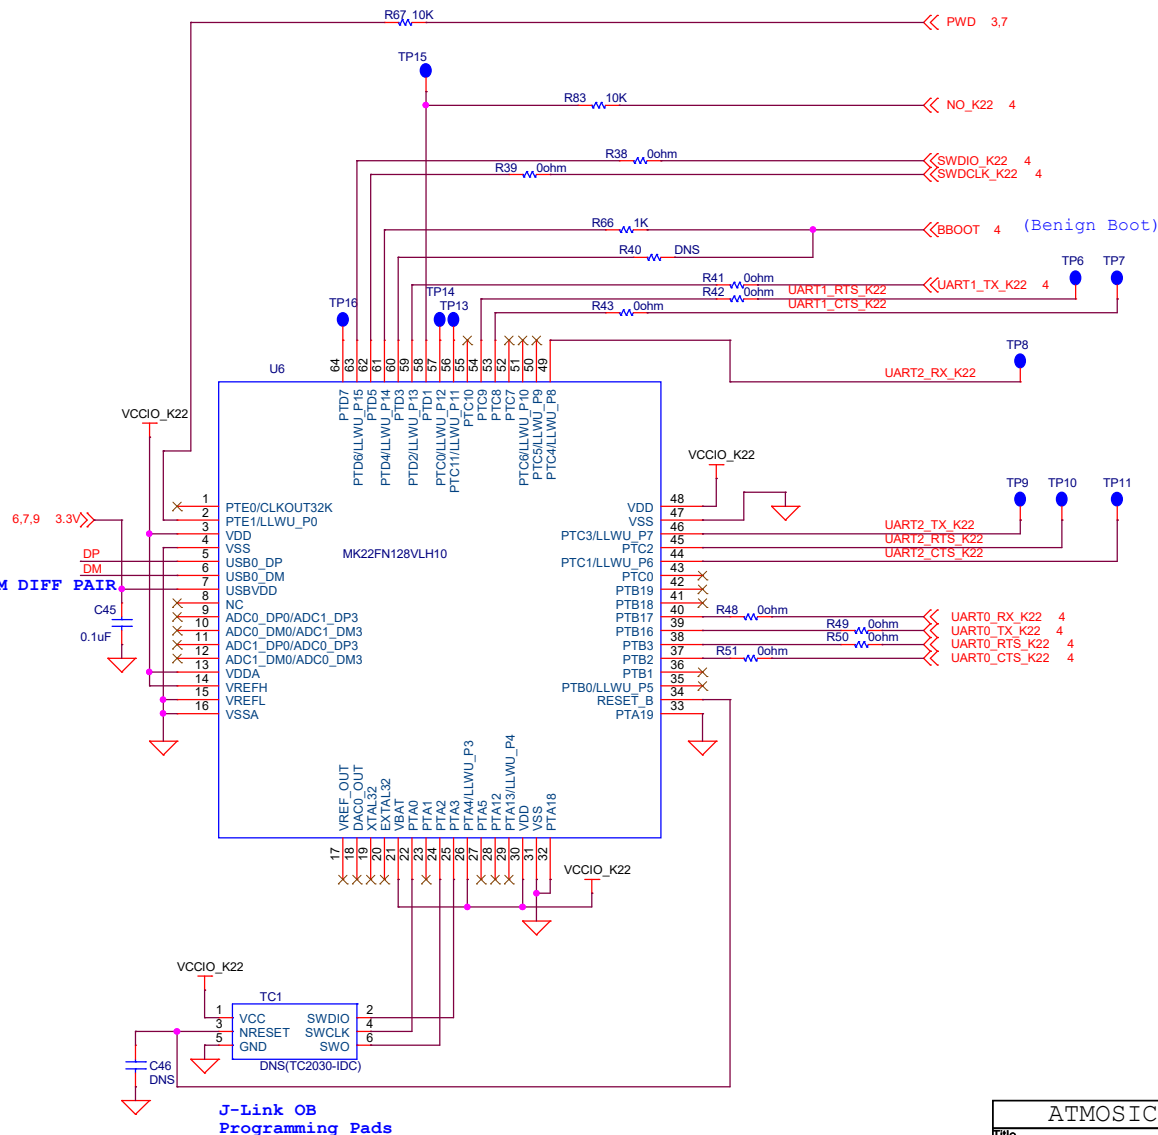 R67 10K
PWD 3,7
TP15
R83 10K
NO_K22 4
R38 0ohm
SWDIO_K22 4
R39 0ohm
SWDCLK_K22 4
R66 1K
BBOOT 4 (Benign Boot)
R40 DNS
TP6 TP7
R41 0ohm
UART1_TX_K22 4
R42 0ohm UART1_RTS_K22
R43 0ohm UART1_CTS_K22
TP16 TP14 TP13
TP8
UART2_RX_K22
U6
64 63 62 61 60 59 58 57 56 55 54 53 52 51 50 49
PTD7
PTD6/LLWU_P15
PTD5
PTD4/LLWU_P14
PTD3
PTD2/LLWU_P13
PTD1
PTC0/LLWU_P12
PTC11/LLWU_P11
PTC10
PTC9
PTC8
PTC7
PTC6/LLWU_P10
PTC5/LLWU_P9
PTC4/LLWU_P8
VCCIO_K22
VCCIO_K22
MK22FN128VLH10
1 PTE0/CLKOUT32K
2 PTE1/LLWU_P0
3 VDD
4 VSS
5 USB0_DP
6 USB0_DM
7 USBVDD
8 NC
9 ADC0_DP0/ADC1_DP3
10 ADC0_DM0/ADC1_DM3
11 ADC1_DP0/ADC0_DP3
12 ADC1_DM0/ADC0_DM3
13 VDDA
14 VREFH
15 VREFL
16 VSSA
6,7,9 3.3V
DP
DM
M DIFF PAIR
C45
0.1uF
VDD 48
VSS 47
PTC3/LLWU_P7 46
PTC2 45
PTC1/LLWU_P6 44
PTC0 43
PTB19 42
PTB18 41
PTB17 40
PTB16 39
PTB3 38
PTB2 37
PTB1 36
PTB0/LLWU_P5 35
RESET_B 34
PTA19 33
TP9 TP10 TP11
UART2_TX_K22
UART2_RTS_K22
UART2_CTS_K22
R48 0ohm UART0_RX_K22 4
R49 0ohm UART0_TX_K22 4
R50 0ohm UART0_RTS_K22 4
R51 0ohm UART0_CTS_K22 4
VREF_OUT
DAC0_OUT
XTAL32
EXTAL32
VBAT
PTA0
PTA1
PTA2
PTA3
PTA4/LLWU_P3
PTA5
PTA12
PTA13/LLWU_P4
VDD
VSS
PTA18
17 18 19 20 21 22 23 24 25 26 27 28 29 30 31 32
VCCIO_K22
VCCIO_K22
TC1
1 VCC SWDIO 2
3 NRESET SWCLK 4
5 GND SWO 6
DNS(TC2030-IDC)
C46
DNS
J-Link OB
Programming Pads
ATMOSIC
Title